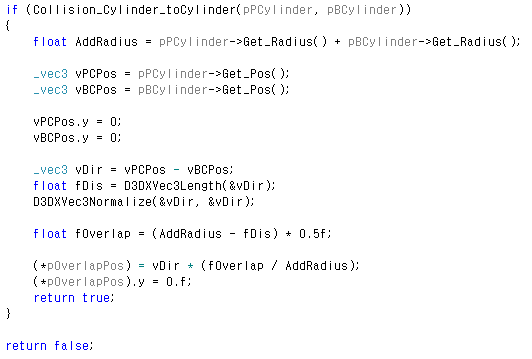 if (Collision_Cylinder_toCylinder(pPCylinder, pBCylinder))
{
float AddRadius = pPCylinder->Get_Radius() + pBCylinder->Get_Radius();
_vec3 vPCPos = pPCylinder->Get_Pos();
_vec3 vBCPos = pBCylinder->Get_Pos();
vPCPos.y = 0;
vBCPos.y = 0;
_vec3 vDir = vPCPos - vBCPos;
float fDis = D3DXVec3Length(&vDir);
D3DXVec3Normalize(&vDir, &vDir);
float fOverlap = (AddRadius - fDis) * 0.5f;
(*pOverlapPos) = vDir * (fOverlap / AddRadius);
(*pOverlapPos).y = 0.f;
return true;
}
return false;